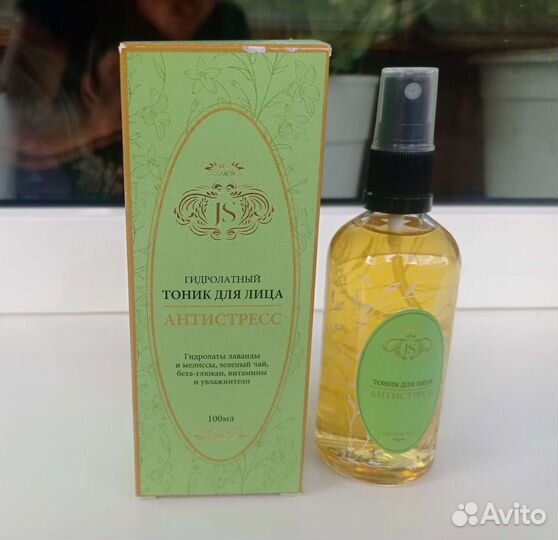 JS
ГИДРОЛАТНЫЙ
ТОНИК ДЛЯ ЛИЦА
АНТИСТРЕСС
Гидролаты лаванды
и мелиссы, зеленый чай,
бета-глюкан, витамины
и увлажнители
100мл
JS
ТОНИК ДЛЯ ЛИЦА
АНТИСТРЕСС
Avito